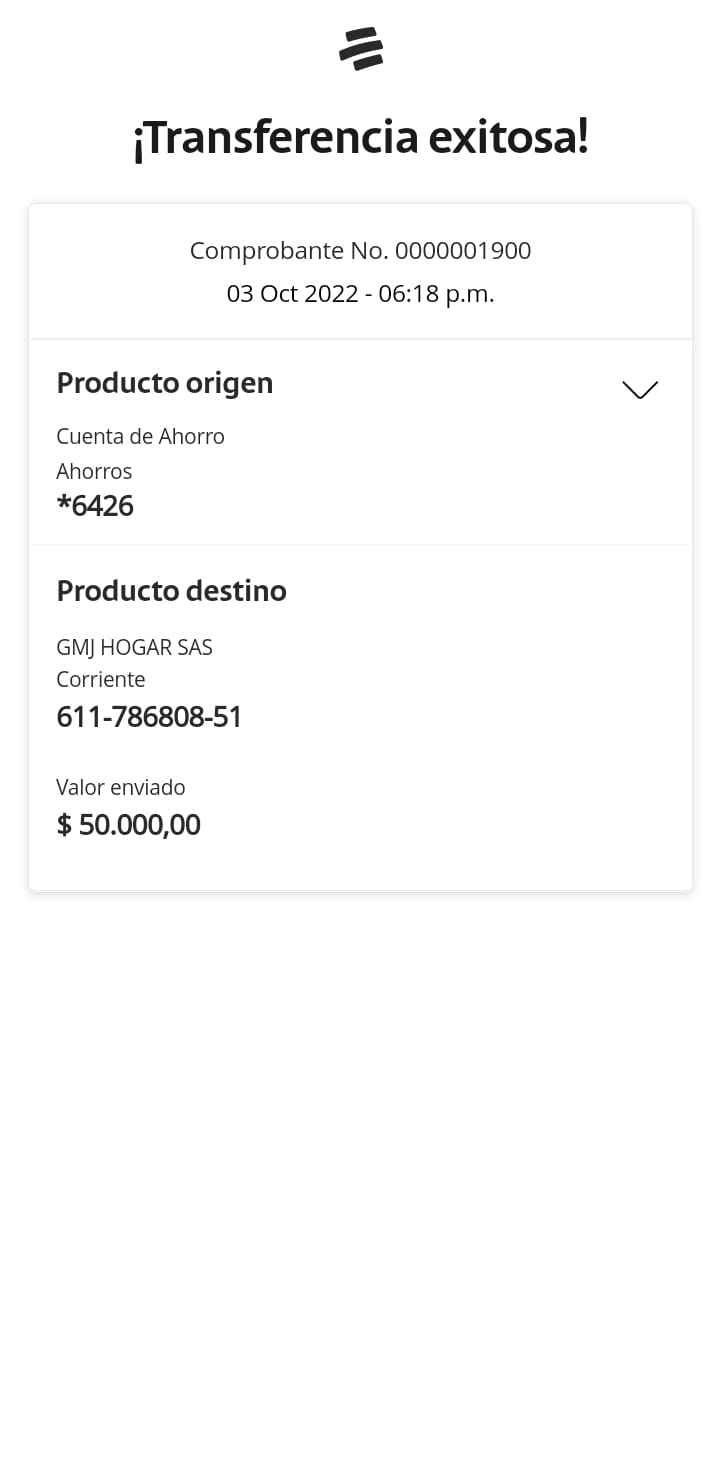 ¡Transferencia exitosa!
Comprobante No. 0000001900
03 Oct 2022 - 06:18 p.m.
Producto origen
Cuenta de Ahorro
Ahorros
*6426
Producto destino
GMJ HOGAR SAS
Corriente
611-786808-51
Valor enviado
$ 50.000,00